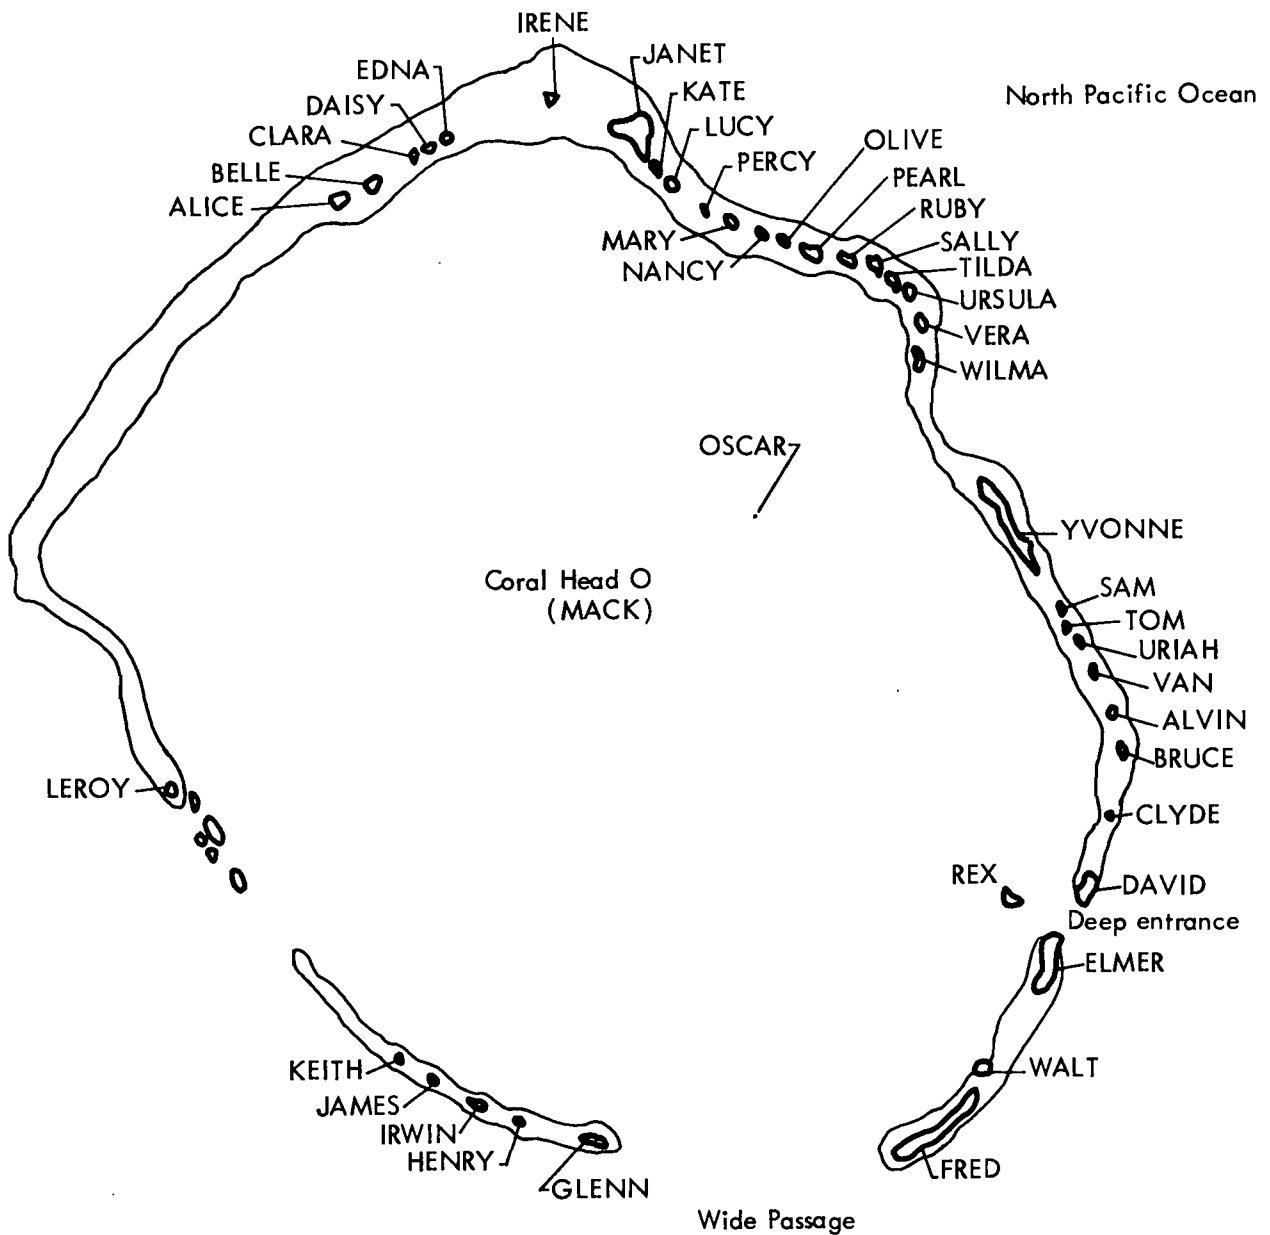 IRENE
JANET
EDNA
KATE
North Pacific Ocean
DAISY
LUCY
CLARA
OLIVE
PERCY
BELLE
PEARL
ALICE
RUBY
MARY
SALLY
NANCY
TILDA
URSULA
VERA
WILMA
OSCAR
YVONNE
Coral Head O
(MACK)
SAM
TOM
URIAH
VAN
ALVIN
BRUCE
LEROY
CLYDE
REX
DAVID
Deep entrance
ELMER
KEITH
WALT
JAMES
IRWIN
HENRY
FRED
GLENN
Wide Passage